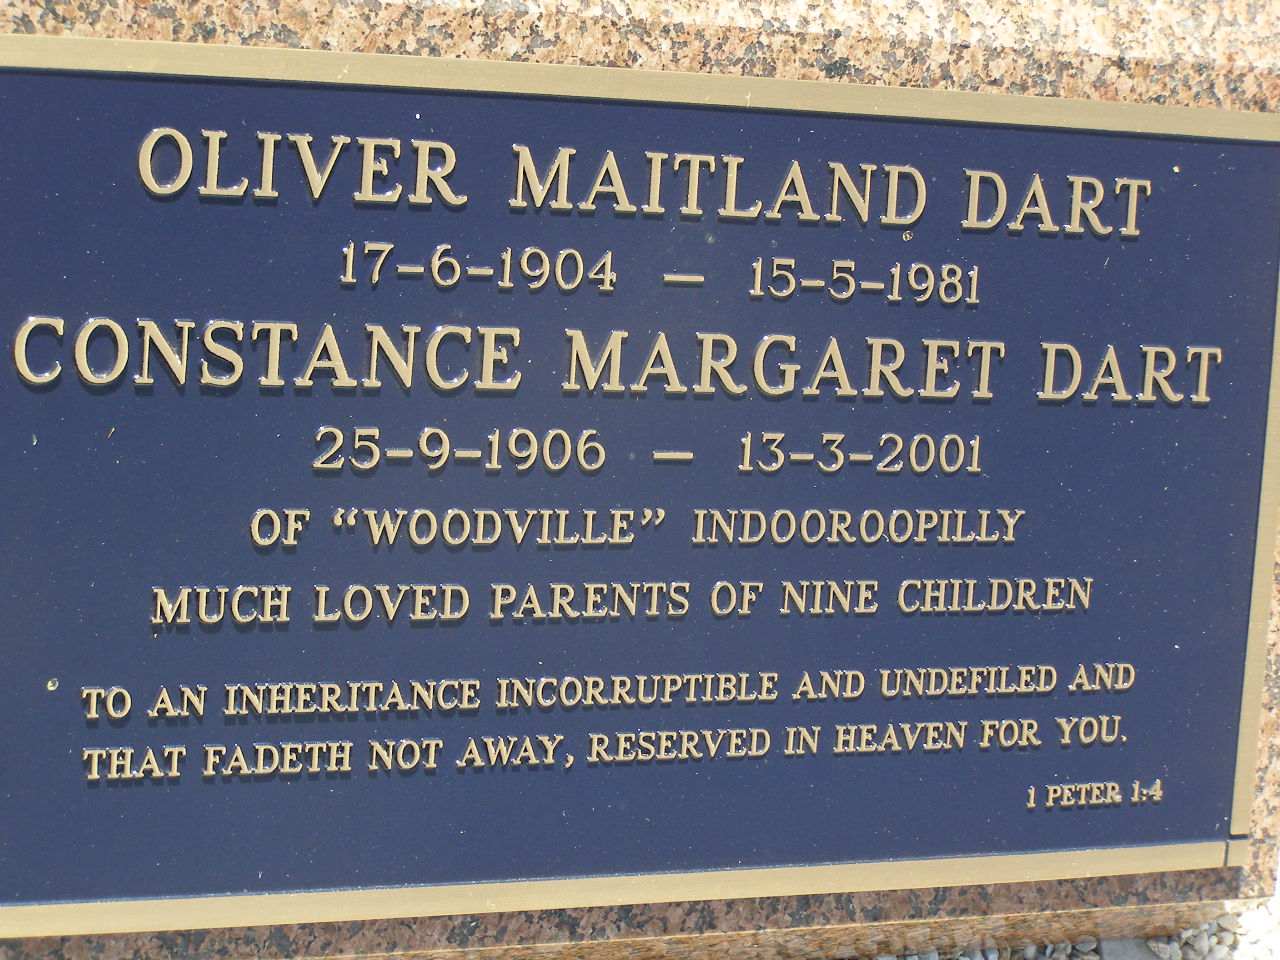 OLIVER MAITLAND DART
17-6-1904 – 15-5-1981
CONSTANCE MARGARET DART
25-9-1906 – 13-3-2001
OF “WOODVILLE” INDOOROOPILLY
MUCH LOVED PARENTS OF NINE CHILDREN
TO AN INHERITANCE INCORRUPTIBLE AND UNDEFILED AND
THAT FADETH NOT AWAY, RESERVED IN HEAVEN FOR YOU.
1 PETER 1:4